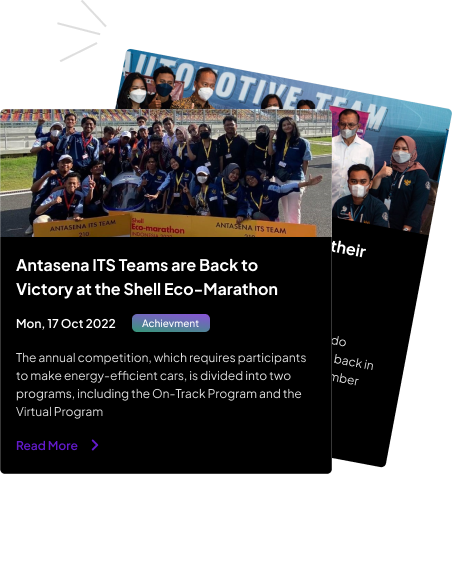 AUTOMOTIVE TEAM
ANTASENA ITS TEAM
Shell
Eco-marathon
INDONESIA
ANTASENA ITS TEAM
Antasena ITS Teams are Back to
Victory at the Shell Eco-Marathon
Mon, 17 Oct 2022
Achievment
The annual competition, which requires participants
to make energy-efficient cars, is divided into two
programs, including the On-Track Program and the
Virtual Program
Read More
their
do
back in
mber